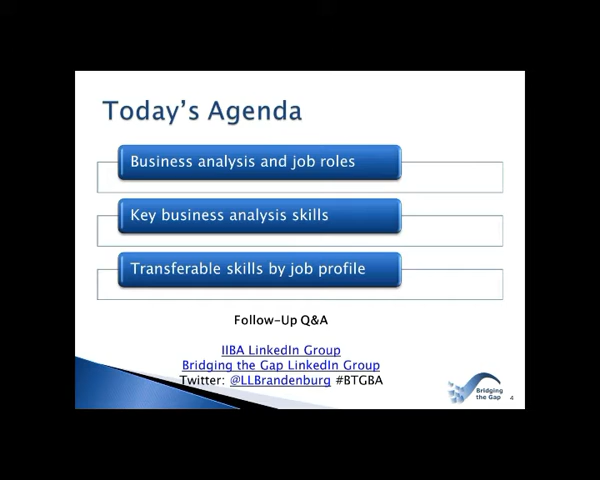 Today's Agenda
Business analysis and job roles
Key business analysis skills
Transferable skills by job profile
Follow-Up Q&A
IIBA LinkedIn Group
Bridging the Gap LinkedIn Group
Twitter: @LLBrandenburg #BTGBA
Bridging
the Gap
4